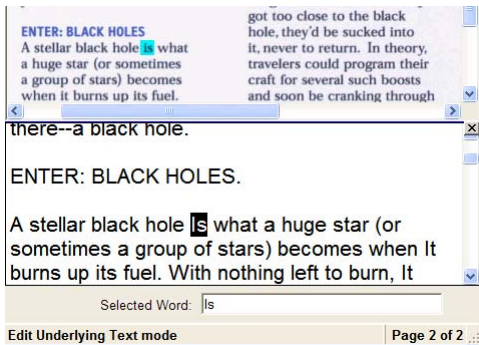 ENTER: BLACK HOLES
A stellar black hole is what
a huge star (or sometimes
a group of stars) becomes
when it burns up its fuel.
got too close to the black
hole, they'd be sucked into
it, never to return. In theory,
travelers could program their
craft for several such boosts
and soon be cranking through
there--a black hole.
ENTER: BLACK HOLES.
A stellar black hole Is what a huge star (or
sometimes a group of stars) becomes when It
burns up its fuel. With nothing left to burn, It
Selected Word: Is
Edit Underlying Text mode
Page 2 of 2